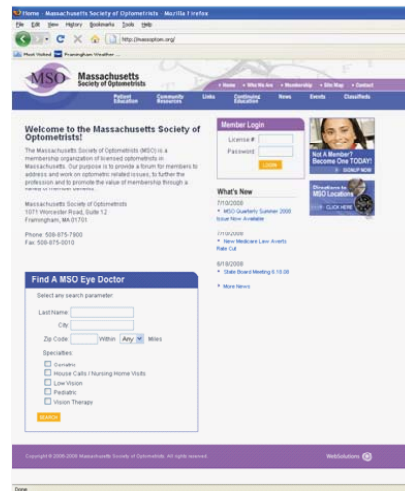 Home - Massachusetts Society of Optometrists - Mozilla Firefox
File Edit View History Bookmarks Tools Help
http://massoptom.org/
Most Visited Framingham Weather ...
MSO Massachusetts
Society of Optometrists
Home Who We Are Membership Site Map Contact
Patient Education Community Resources Links Continuing Education News Events Classifieds
Welcome to the Massachusetts Society of
Optometrists!
The Massachusetts Society of Optometrists (MSO) is a
membership organization of licensed optometrists in
Massachusetts. Our purpose is to provide a forum for members to
address and work on optometric related issues, to further the
profession and to promote the value of membership through a
variety of member benefits.
Massachusetts Society of Optometrists
1071 Worcester Road, Suite 12
Framingham, MA 01701
Phone: 508-875-7900
Fax: 508-875-0010
Member Login
License #:
Password:
LOGIN
What's New
7/10/2008
* MSO Quarterly Summer 2008
Issue Now Available
7/10/2008
* New Medicare Law Averts
Rate Cut
6/18/2008
* State Board Meeting 6.18.08
* More News
Not A Member?
Become One TODAY!
SIGNUP NOW
Directions to
MSO Locations
CLICK HERE
Find A MSO Eye Doctor
Select any search parameter:
Last Name:
City:
Zip Code: Within Any Miles
Specialties:
Geriatric
House Calls / Nursing Home Visits
Low Vision
Pediatric
Vision Therapy
SEARCH
Copyright © 2005-2008 Massachusetts Society of Optometrists. All rights reserved.
WebSolutions
Done